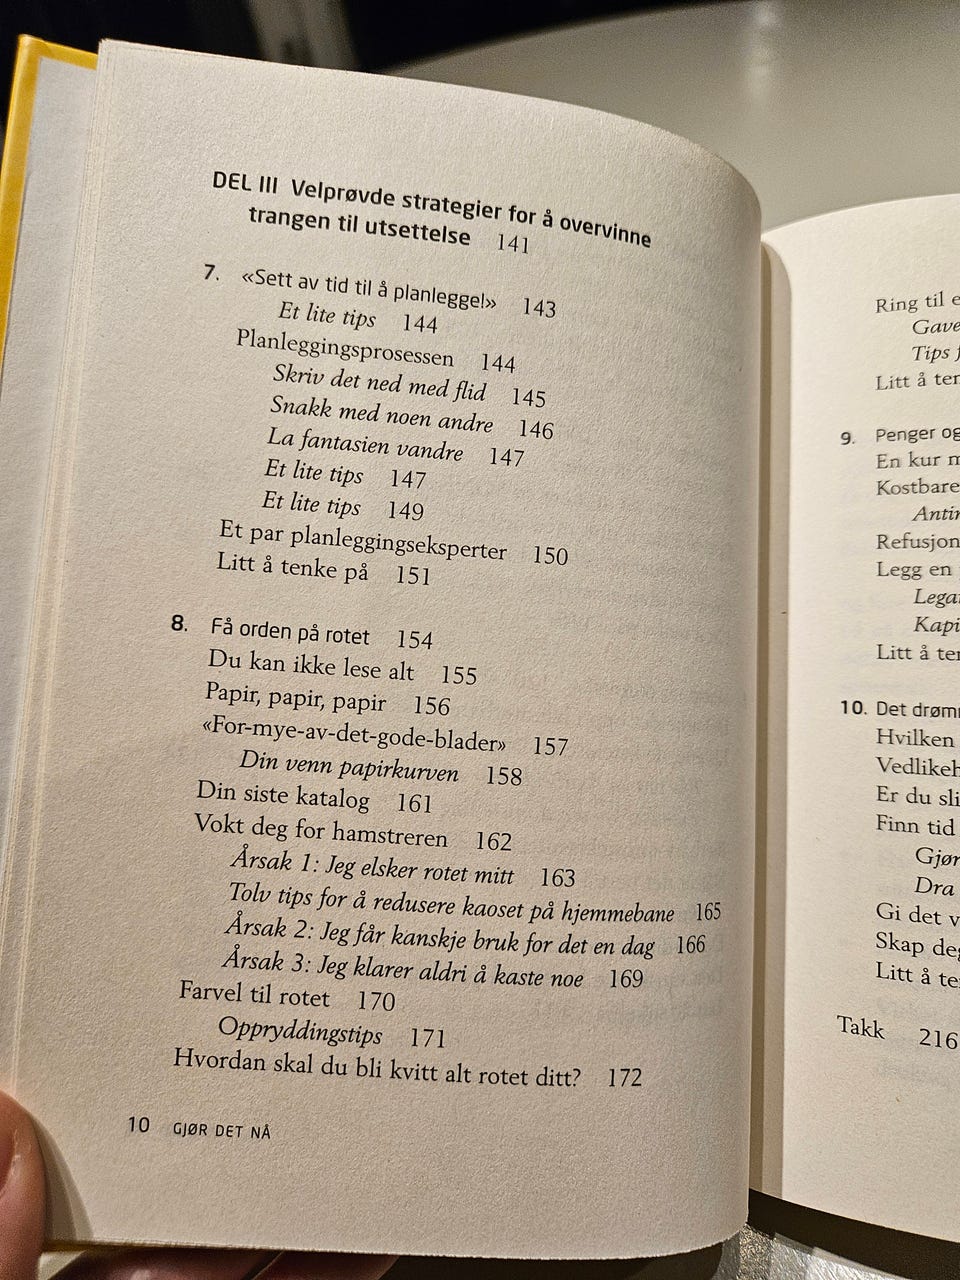 DEL III Velprøvde strategier for å overvinne
trangen til utsettelse 141
7. «Sett av tid til å planlegge!» 143
Et lite tips 144
Planleggingsprosessen 144
Skriv det ned med flid 145
Snakk med noen andre 146
La fantasien vandre 147
Et lite tips 147
Et lite tips 149
Et par planleggingseksperter 150
Litt å tenke på 151
8. Få orden på rotet 154
Du kan ikke lese alt 155
Papir, papir, papir 156
«For-mye-av-det-gode-blader» 157
Din venn papirkurven 158
Din siste katalog 161
Vokt deg for hamstreren 162
Årsak 1: Jeg elsker rotet mitt 163
Tolv tips for å redusere kaoset på hjemmebane 165
Årsak 2: Jeg får kanskje bruk for det en dag 166
Årsak 3: Jeg klarer aldri å kaste noe 169
Farvel til rotet 170
Oppryddingstips 171
Hvordan skal du bli kvitt alt rotet ditt? 172
10 GJØR DET NÅ
Ring til
Gave
Tips
Litt å
9. Penger og
En kur
Kostbare
Refusjon
Legg en
Litt å
10. Det
Hvilken
Er du
Finn tid
Dra
Gi det
Skap
Litt å
Takk 216